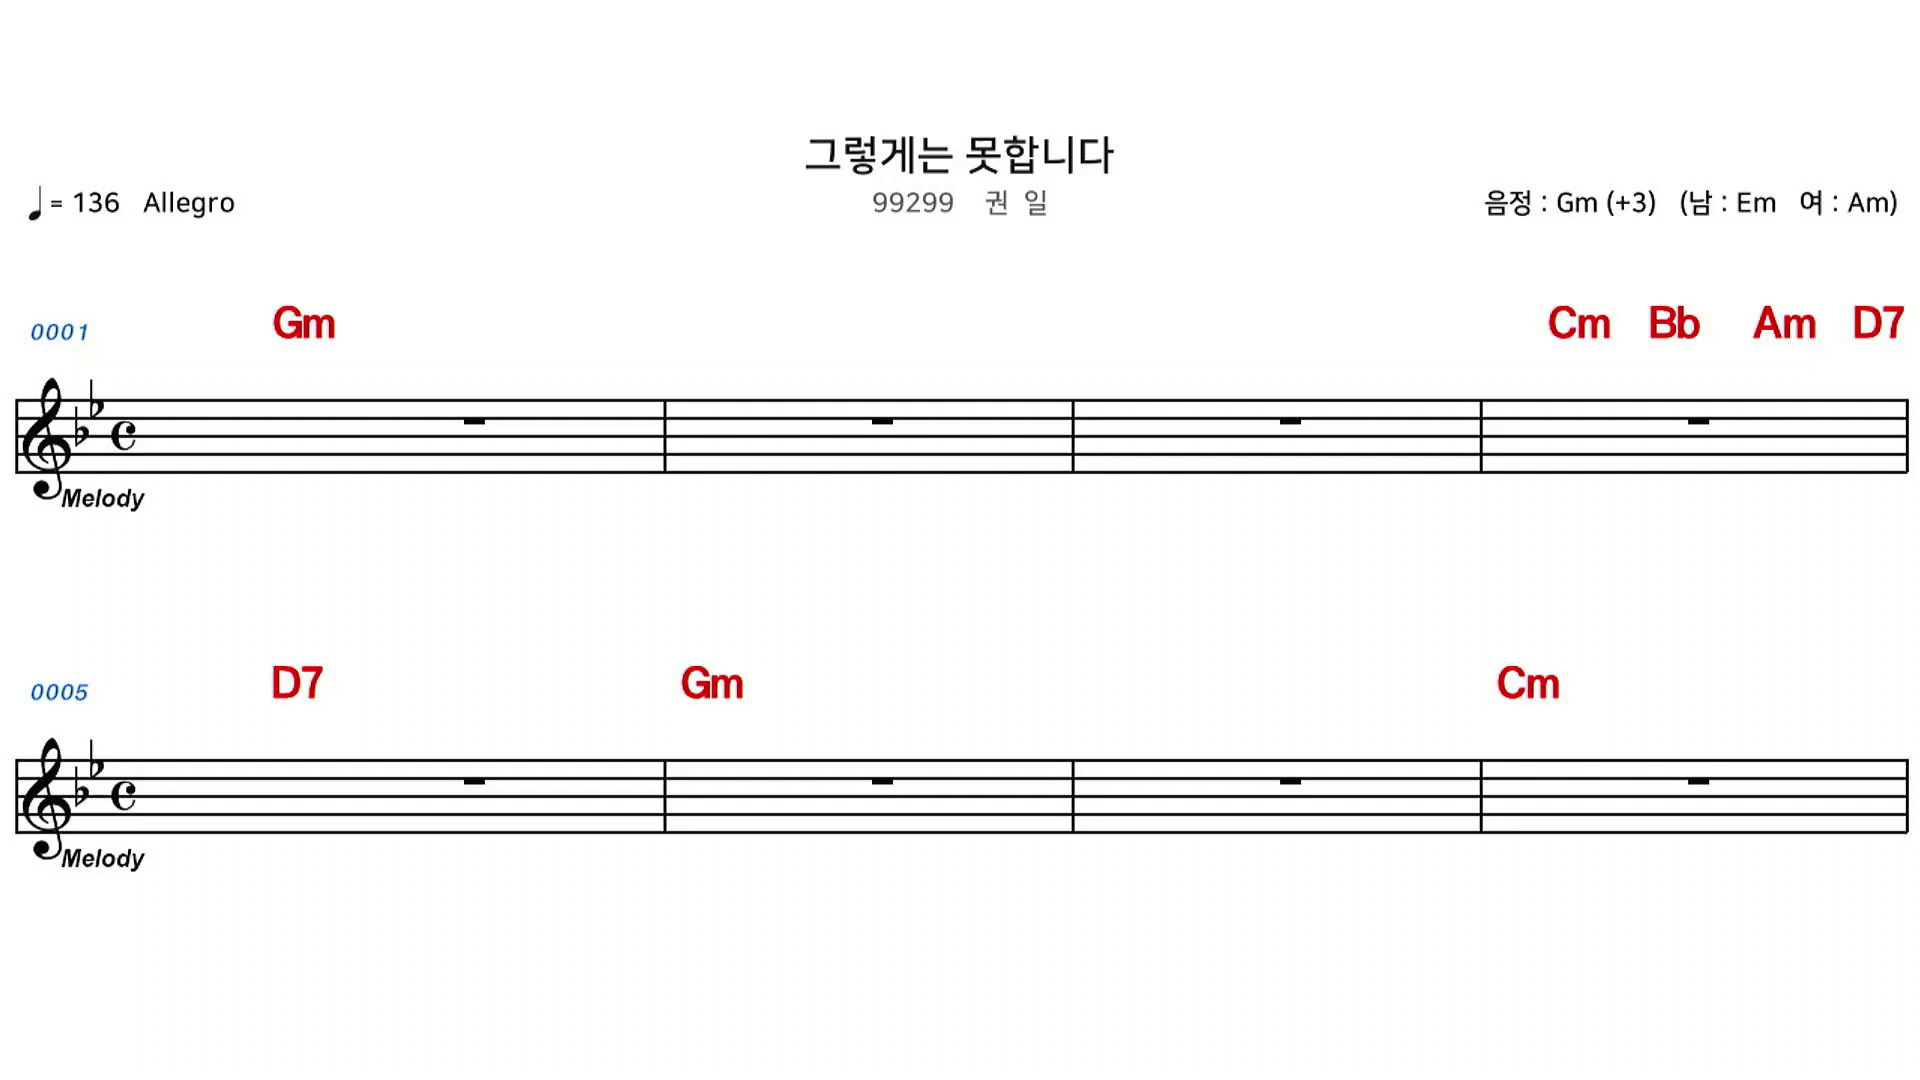 그렇게는 못합니다
♩= 136 Allegro 99299 권 일 음정 : Gm (+3) (남 : Em 여 : Am)
0001 Gm Cm Bb Am D7
Melody
0005 D7 Gm Cm
Melody